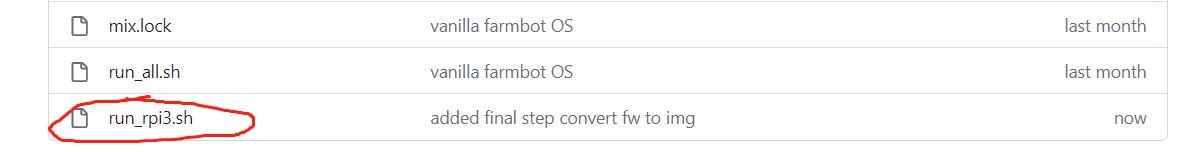 mix.lock vanilla farmbot OS last month
run_all.sh vanilla farmbot OS last month
run_rpi3.sh added final step convert fw to img now